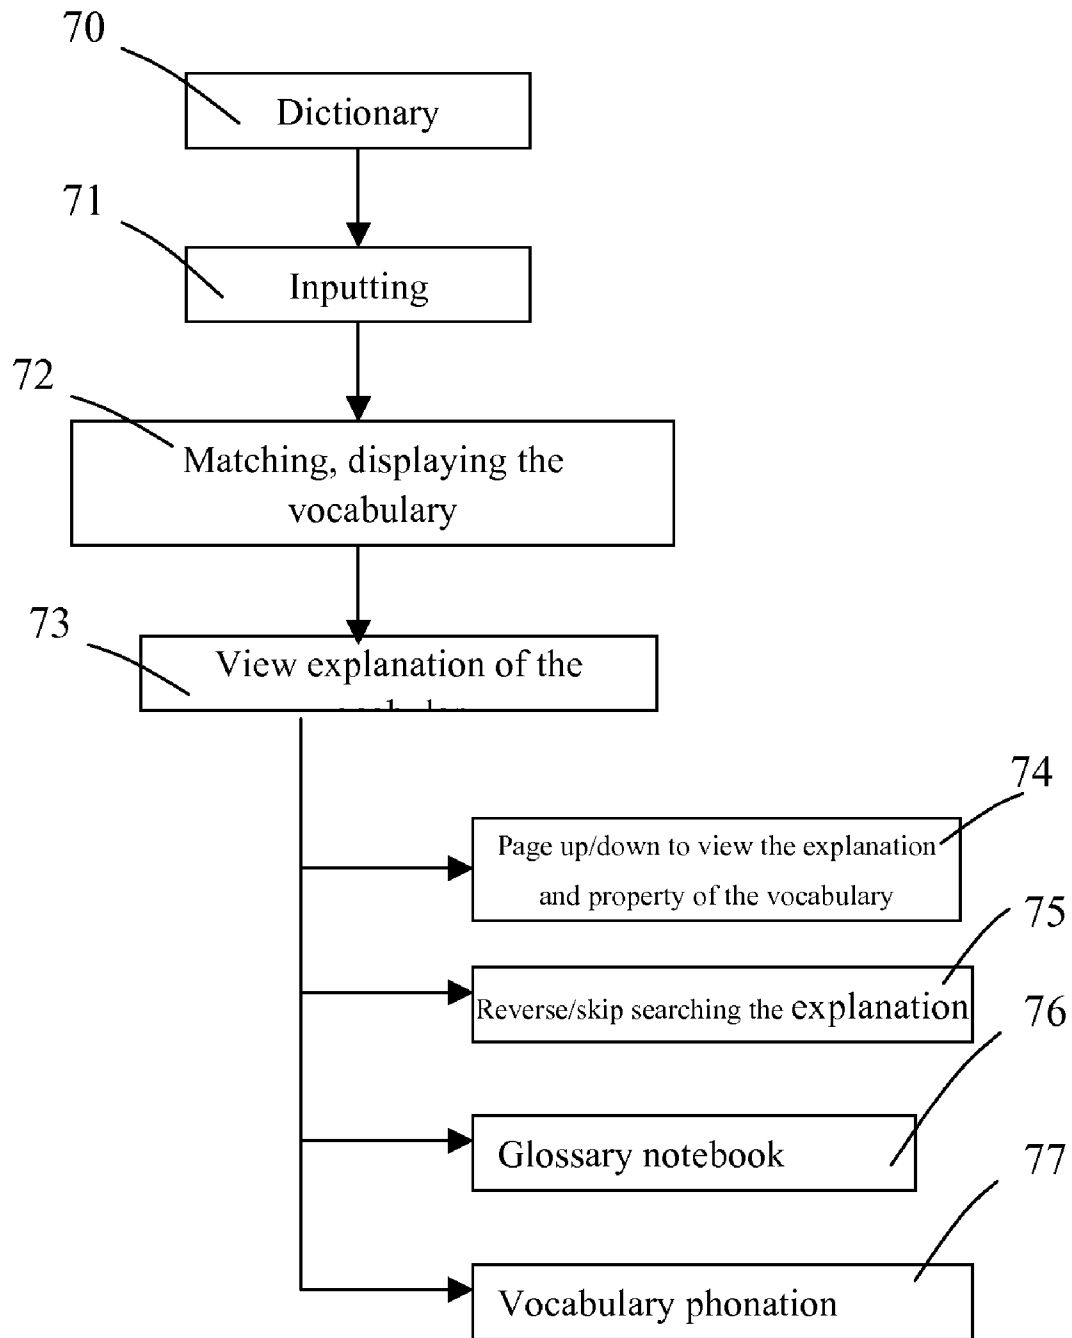 70
Dictionary
71
Inputting
72
Matching, displaying the
vocabulary
73
View explanation of the
74
Page up/down to view the explanation
and property of the vocabulary
75
Reverse/skip searching the explanation
76
Glossary notebook
77
Vocabulary phonation